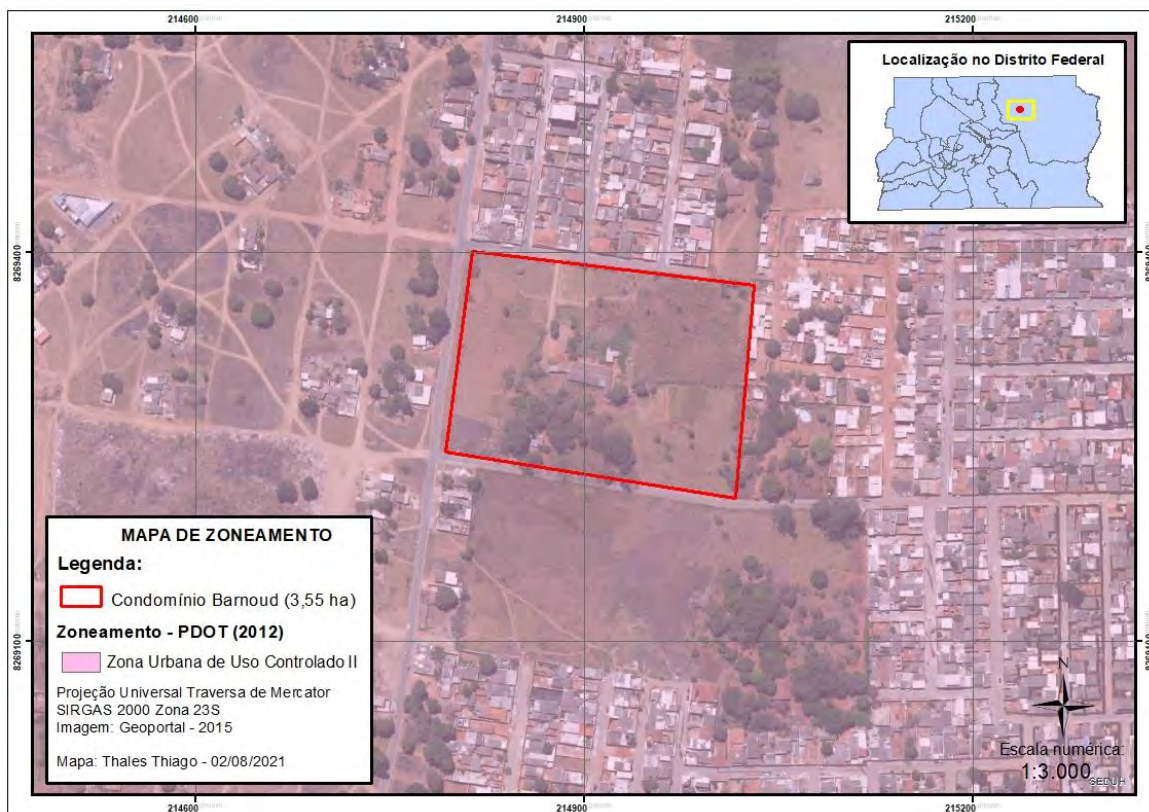 214600
214900
215200
Localização no Distrito Federal
8269400
8269400
MAPA DE ZONEAMENTO
Legenda:
Condomínio Barnoud (3,55 ha)
Zoneamento - PDOT (2012)
Zona Urbana de Uso Controlado II
Projeção Universal Traversa de Mercator
SIRGAS 2000 Zona 23S
Imagem: Geoportal - 2015
Mapa: Thales Thiago - 02/08/2021
8269100
8269100
N
Escala numérica:
1:3.000
SEDUH
214600
214900
215200